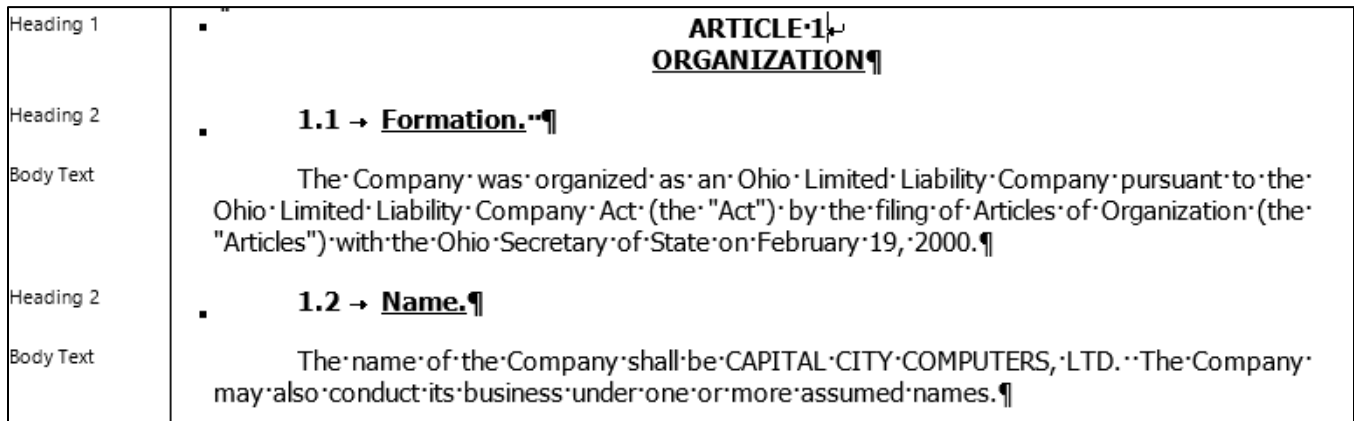 Heading 1
ARTICLE 1
ORGANIZATION¶
Heading 2
1.1 → Formation. ¶
Body Text
The Company was organized as an Ohio Limited Liability Company pursuant to the
Ohio Limited Liability Company Act (the "Act") by the filing of Articles of Organization (the
"Articles") with the Ohio Secretary of State on February 19, 2000.¶
Heading 2
1.2 → Name.¶
Body Text
The name of the Company shall be CAPITAL CITY COMPUTERS, LTD.  The Company
may also conduct its business under one or more assumed names.¶